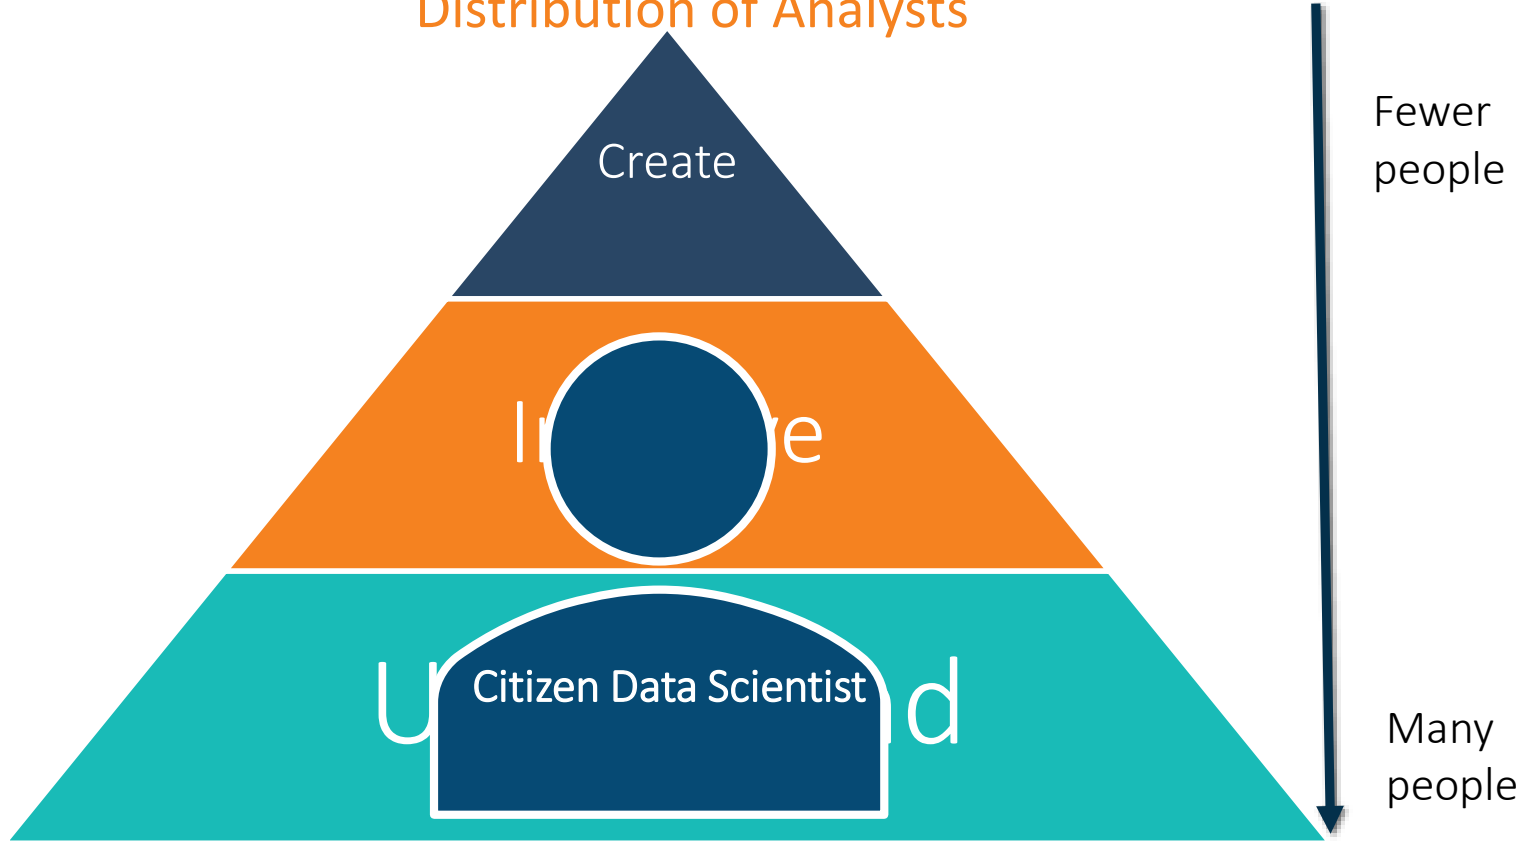 Distribution of Analysts
Create
Fewer
people
Citizen Data Scientist
Many
people